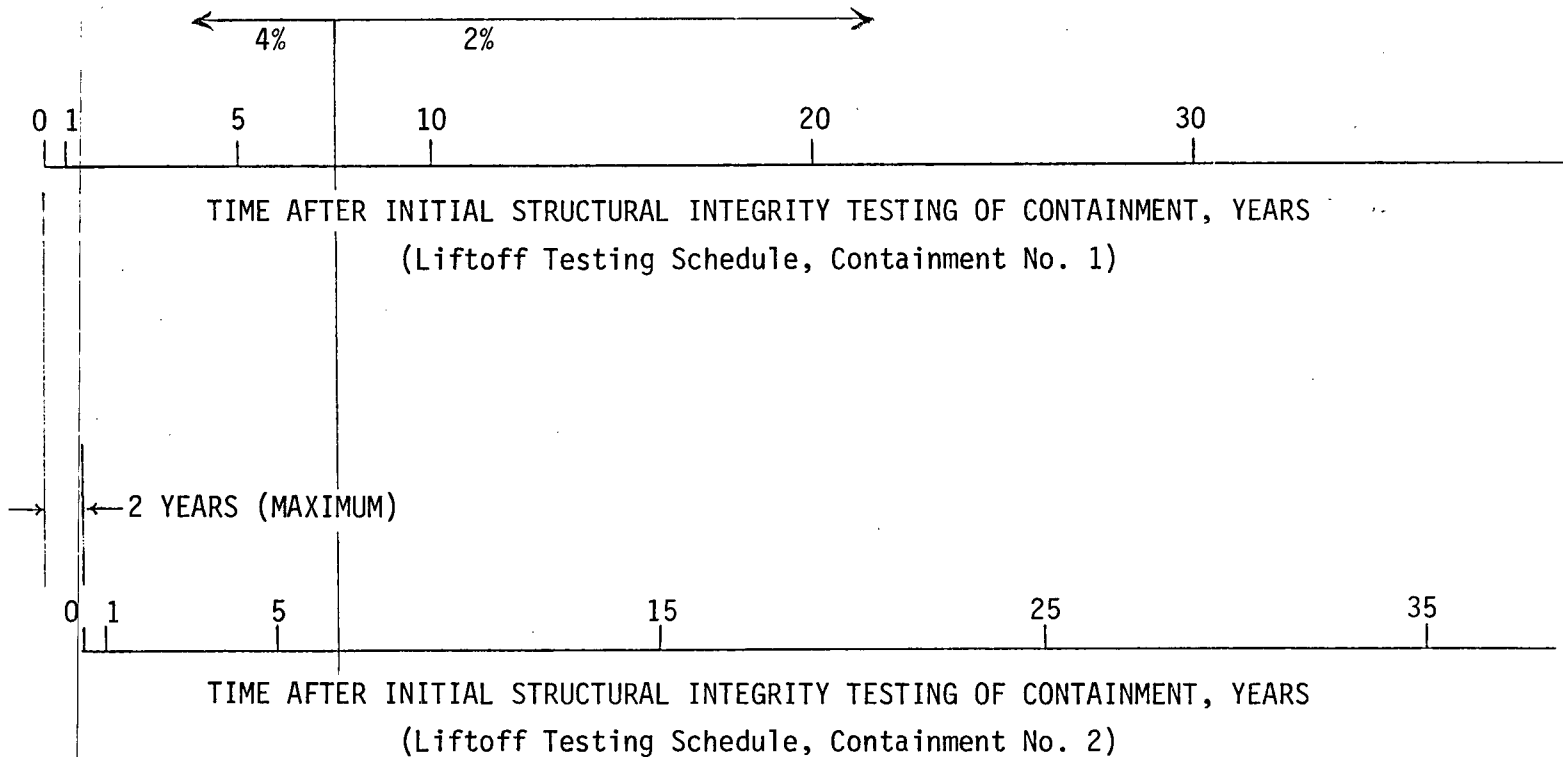 4% 2%
0 1 5 10 20 30
TIME AFTER INITIAL STRUCTURAL INTEGRITY TESTING OF CONTAINMENT, YEARS
(Liftoff Testing Schedule, Containment No. 1)
2 YEARS (MAXIMUM)
0 1 5 15 25 35
TIME AFTER INITIAL STRUCTURAL INTEGRITY TESTING OF CONTAINMENT, YEARS
(Liftoff Testing Schedule, Containment No. 2)